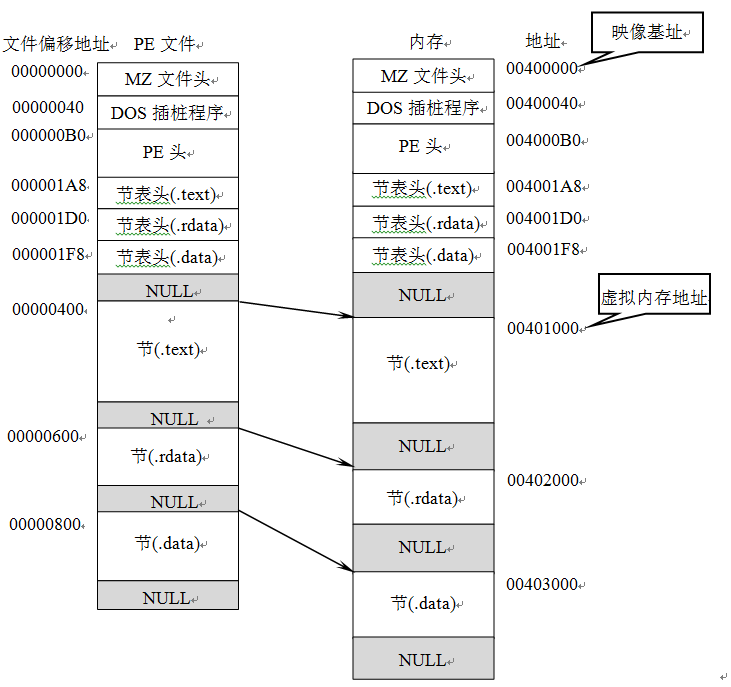 文件偏移地址 PE 文件 内存 地址 映像基址
00000000 MZ 文件头 MZ 文件头 00400000
00000040 DOS 插桩程序 DOS 插桩程序 00400040
000000B0 PE 头 PE 头 004000B0
000001A8 节表头(.text) 节表头(.text) 004001A8
000001D0 节表头(.rdata) 节表头(.rdata) 004001D0
000001F8 节表头(.data) 节表头(.data) 004001F8
NULL NULL 虚拟内存地址
00000400 00401000
节(.text) 节(.text)
NULL NULL
00000600 节(.rdata) 节(.rdata) 00402000
NULL NULL
00000800 节(.data) 节(.data) 00403000
NULL NULL